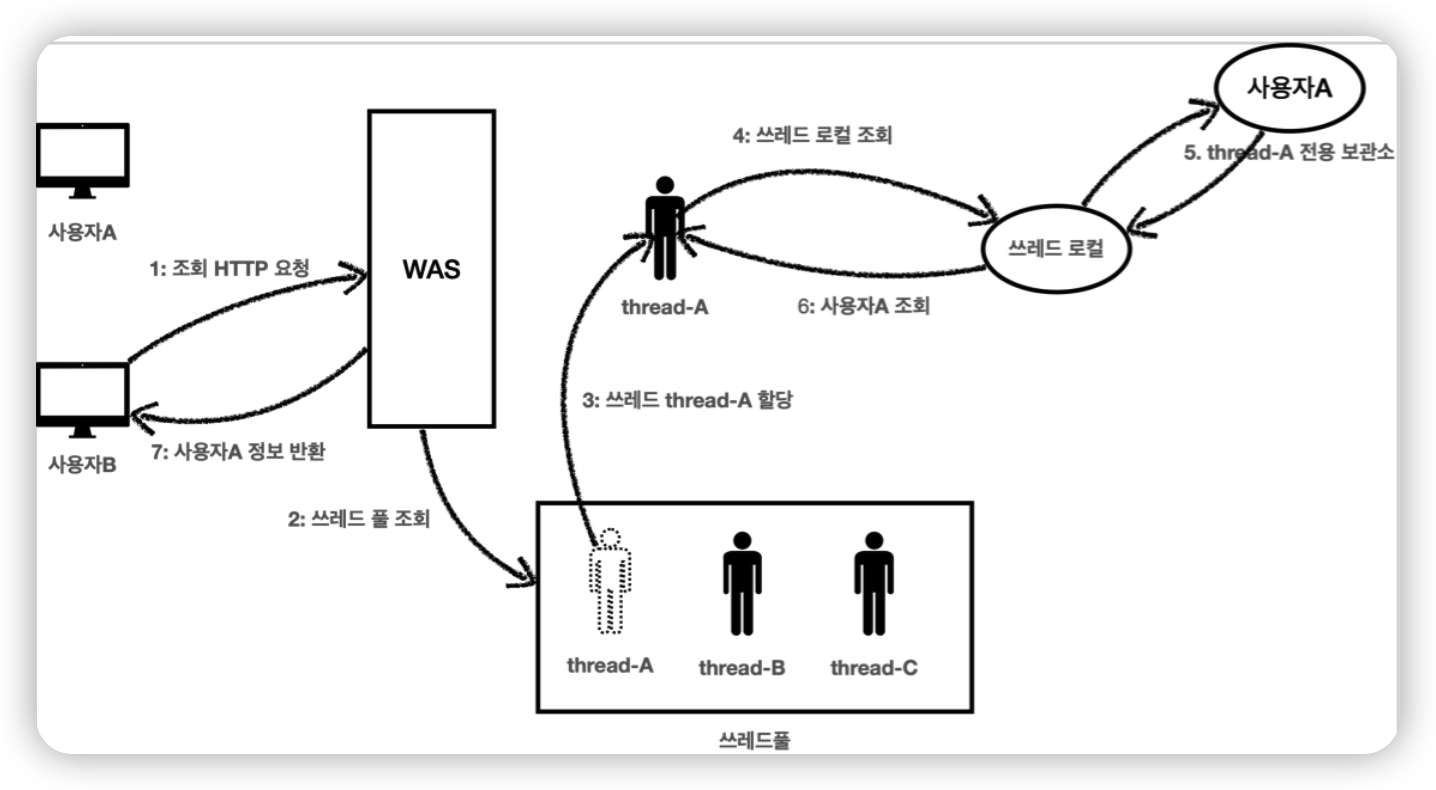 사용자A
4: 쓰레드 로컬 조회
5. thread-A 전용 보관소
사용자A
쓰레드 로컬
1: 조회 HTTP 요청
WAS
thread-A
6: 사용자A 조회
3: 쓰레드 thread-A 할당
7: 사용자A 정보 반환
사용자B
2: 쓰레드 풀 조회
thread-A
thread-B
thread-C
쓰레드풀